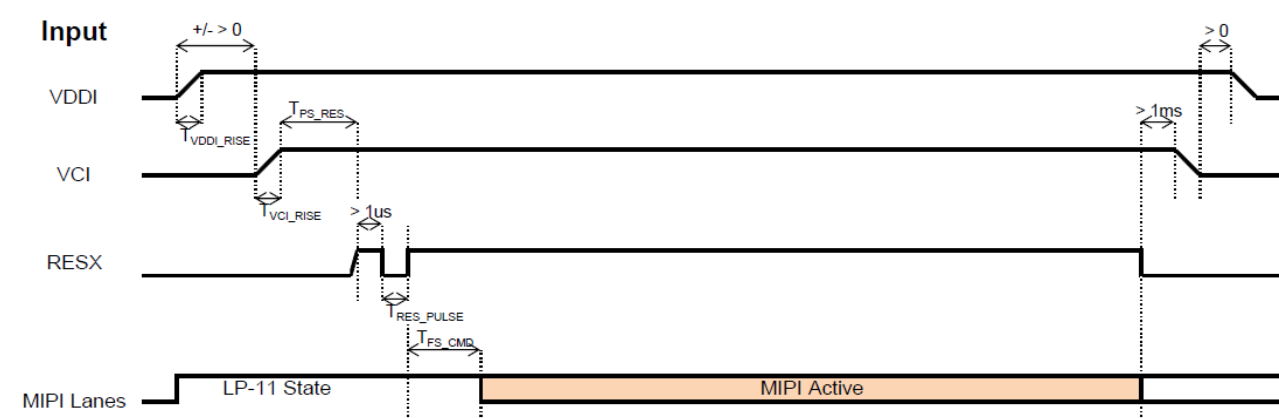 Input
+/- > 0
> 0
VDDI
TVDDI_RISE
TPS_RES
> 1ms
VCI
TVCI_RISE
> 1us
RESX
TRES_PULSE
TFS_CMD
LP-11 State
MIPI Active
MIPI Lanes